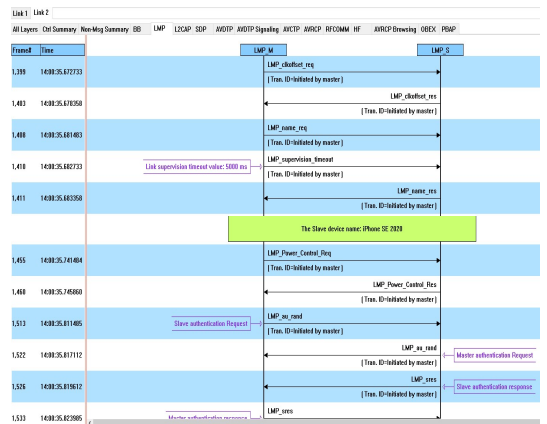 Link 1 Link 2
All Layers Ctrl Summary Non-Msg Summary BB LMP L2CAP SDP AVDTP AVDTP Signaling AVCTP AVRCP RFCOMM HF AVRCP Browsing OBEX PBAP
Frame# Time LMP_M LMP_S
LMP_clkoffset_req
1,399 14:00:35.672733
( Tran. ID=Initiated by master )
LMP_clkoffset_res
1,403 14:00:35.678358
( Tran. ID=Initiated by master )
LMP_name_req
1,408 14:00:35.681483
( Tran. ID=Initiated by master )
LMP_supervision_timeout
1,410 14:00:35.682733 Link supervision timeout value: 5000 ms
( Tran. ID=Initiated by master )
LMP_name_res
1,411 14:00:35.683358
( Tran. ID=Initiated by master )
The Slave device name: iPhone SE 2020
LMP_Power_Control_Req
1,455 14:00:35.741484
( Tran. ID=Initiated by master )
LMP_Power_Control_Res
1,460 14:00:35.745860
( Tran. ID=Initiated by master )
LMP_au_rand
1,513 14:00:35.811485 Slave authentication Request
( Tran. ID=Initiated by master )
LMP_au_rand
1,522 14:00:35.817112 Master authentication Request
( Tran. ID=Initiated by master )
LMP_sres
1,526 14:00:35.819612 Slave authentication response
( Tran. ID=Initiated by master )
LMP_sres
1,533 14:00:35.823985 Master authentication response